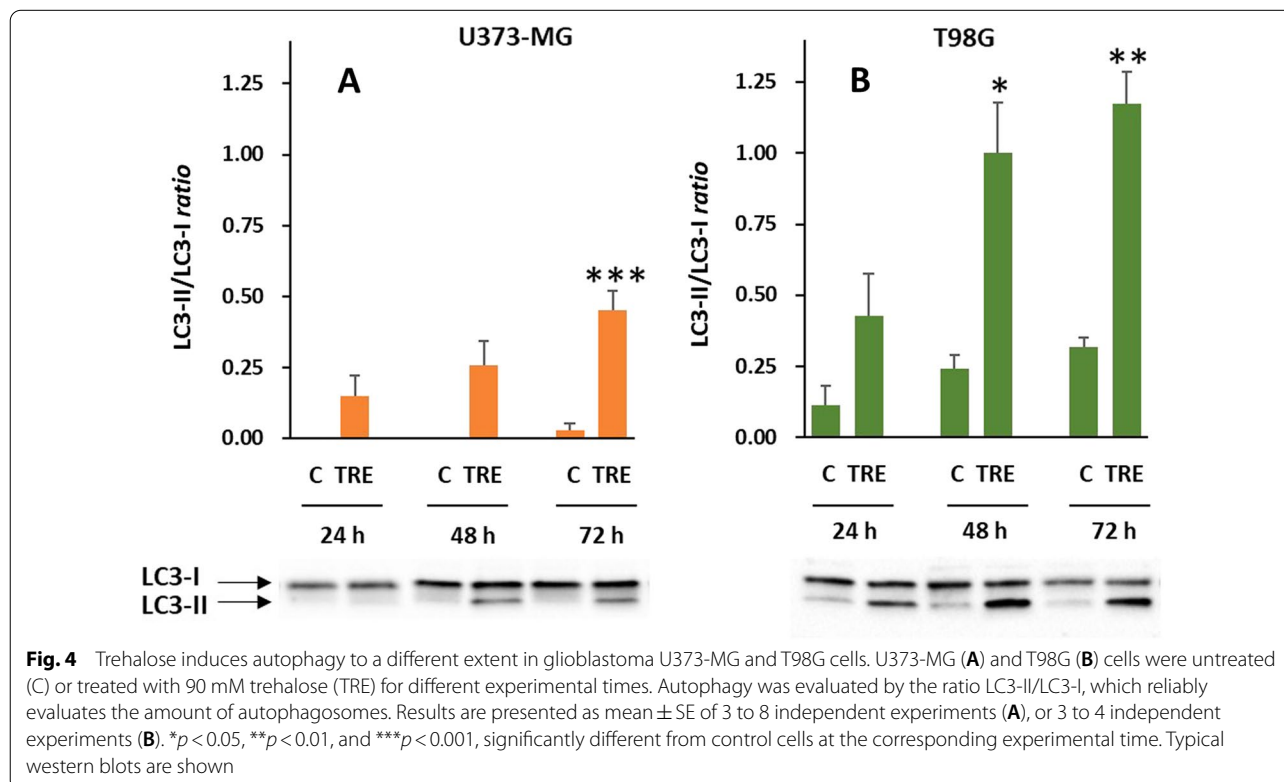 U373-MG
A
LC3-II/LC3-I ratio
1.25
1.00
0.75
0.50
0.25
0.00
***
C TRE C TRE C TRE
24 h 48 h 72 h
LC3-I
LC3-II
T98G
B
LC3-II/LC3-I ratio
1.25
1.00
0.75
0.50
0.25
0.00
*
**
C TRE C TRE C TRE
24 h 48 h 72 h
Fig. 4 Trehalose induces autophagy to a different extent in glioblastoma U373-MG and T98G cells. U373-MG (A) and T98G (B) cells were untreated
(C) or treated with 90 mM trehalose (TRE) for different experimental times. Autophagy was evaluated by the ratio LC3-II/LC3-I, which reliably
evaluates the amount of autophagosomes. Results are presented as mean ± SE of 3 to 8 independent experiments (A), or 3 to 4 independent
experiments (B). *p < 0.05, **p < 0.01, and ***p < 0.001, significantly different from control cells at the corresponding experimental time. Typical
western blots are shown